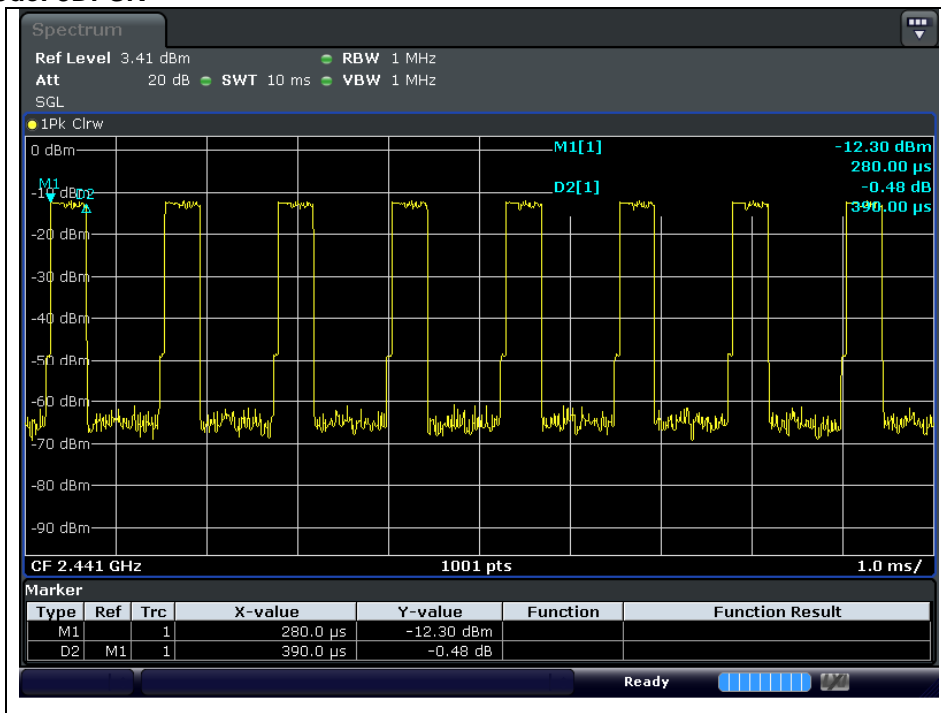 Spectrum
Ref Level 3.41 dBm RBW 1 MHz
Att 20 dB SWT 10 ms VBW 1 MHz
SGL
1Pk Clrw
0 dBm M1[1] -12.30 dBm
280.00 µs
M1 D2 -10 dBm D2[1] -0.48 dB
390.00 µs
-20 dBm
-30 dBm
-40 dBm
-50 dBm
-60 dBm
-70 dBm
-80 dBm
-90 dBm
CF 2.441 GHz 1001 pts 1.0 ms/
Marker
Type Ref Trc X-value Y-value Function Function Result
M1 1 280.0 µs -12.30 dBm
D2 M1 1 390.0 µs -0.48 dB
Ready